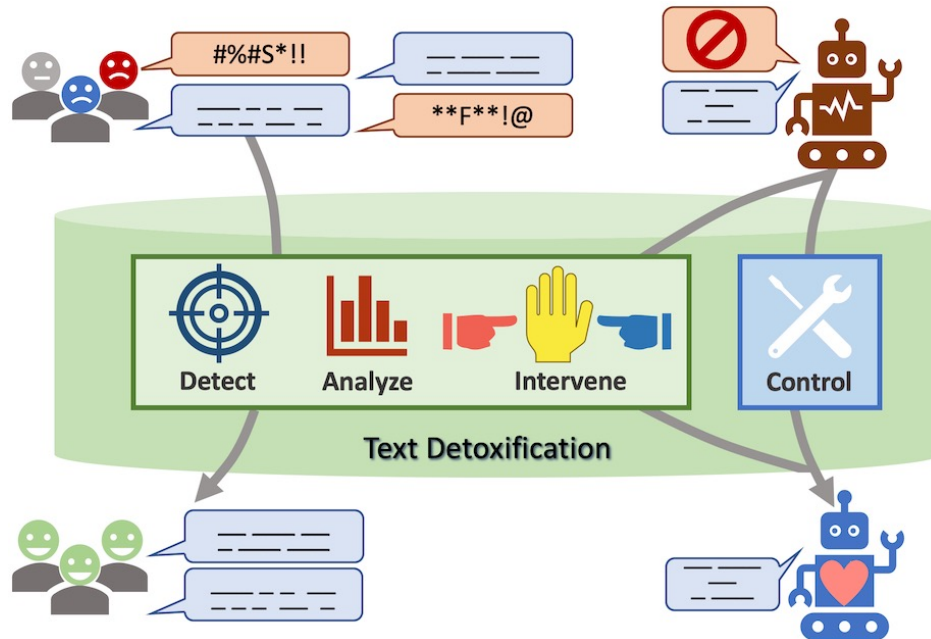 #%#S*!!
**F**!@
Detect
Analyze
Intervene
Control
Text Detoxification